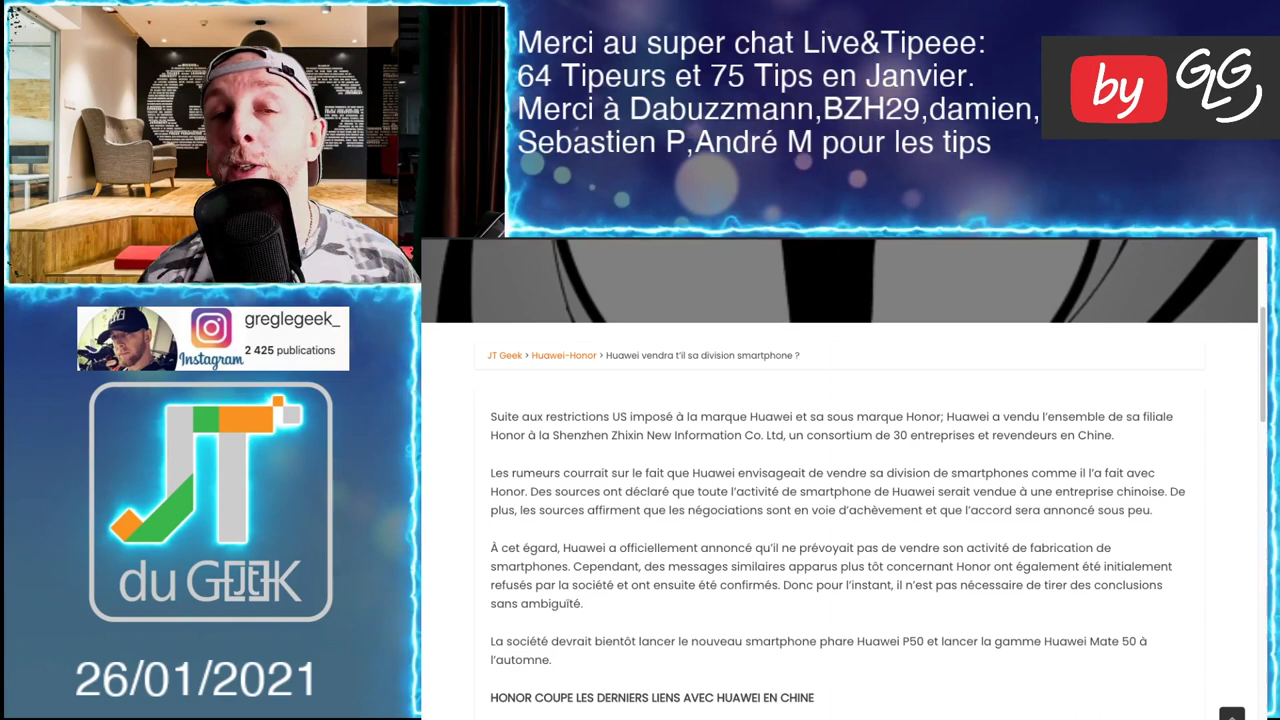 Merci au super chat Live&Tipeee:
64 Tipeurs et 75 Tips en Janvier.
Merci à Dabuzzmann,BZH29,damien,
Sebastien P,Andre M pour les tips
by GLG
greglegeek_
2 425 publications
Instagram
JT
du GEEK
26/01/2021
JT Geek > Huawei-Honor > Huawei vendra t'il sa division smartphone ?
Suite aux restrictions US imposé à la marque Huawei et sa sous marque Honor; Huawei a vendu l'ensemble de sa filiale
Honor à la Shenzhen Zhixin New Information Co. Ltd, un consortium de 30 entreprises et revendeurs en Chine.
Les rumeurs courrait sur le fait que Huawei envisageait de vendre sa division de smartphones comme il l'a fait avec
Honor. Des sources ont déclaré que toute l'activité de smartphone de Huawei serait vendue à une entreprise chinoise. De
plus, les sources affirment que les négociations sont en voie d'achèvement et que l'accord sera annoncé sous peu.
À cet égard, Huawei a officiellement annoncé qu'il ne prévoyait pas de vendre son activité de fabrication de
smartphones. Cependant, des messages similaires apparus plus tôt concernant Honor ont également été initialement
refusés par la société et ont ensuite été confirmés. Donc pour l'instant, il n'est pas nécessaire de tirer des conclusions
sans ambiguïté.
La société devrait bientôt lancer le nouveau smartphone phare Huawei P50 et lancer la gamme Huawei Mate 50 à
l'automne.
HONOR COUPE LES DERNIERS LIENS AVEC HUAWEI EN CHINE